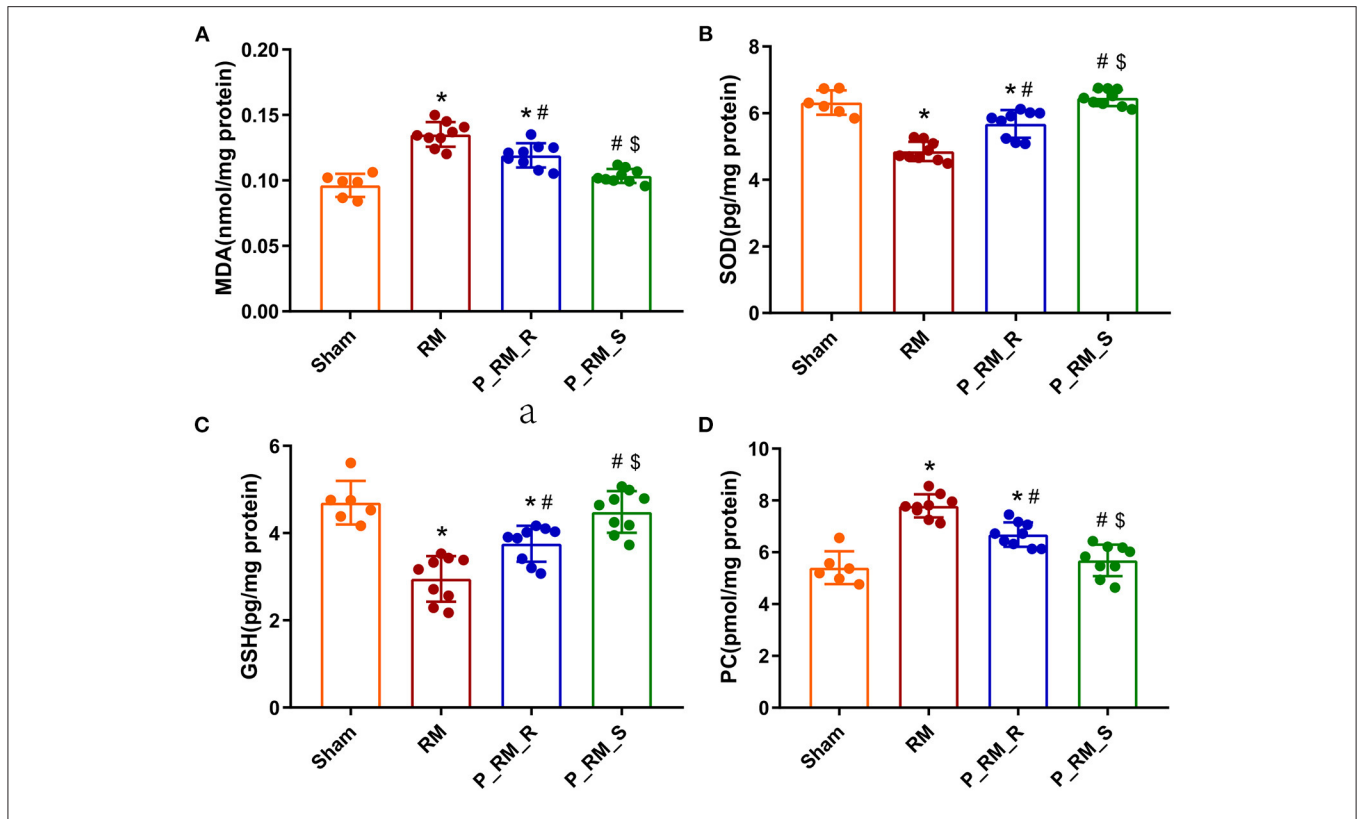 A
MDA(nmol/mg protein)
0.20
0.15
0.10
0.05
0.00
*
* #
# $
Sham
RM
P_RM_R
P_RM_S
B
SOD(pg/mg protein)
8
6
4
2
0
*
* #
# $
Sham
RM
P_RM_R
P_RM_S
a
C
GSH(pg/mg protein)
6
4
2
0
*
* #
# $
Sham
RM
P_RM_R
P_RM_S
D
PC(pmol/mg protein)
10
8
6
4
2
0
*
* #
# $
Sham
RM
P_RM_R
P_RM_S